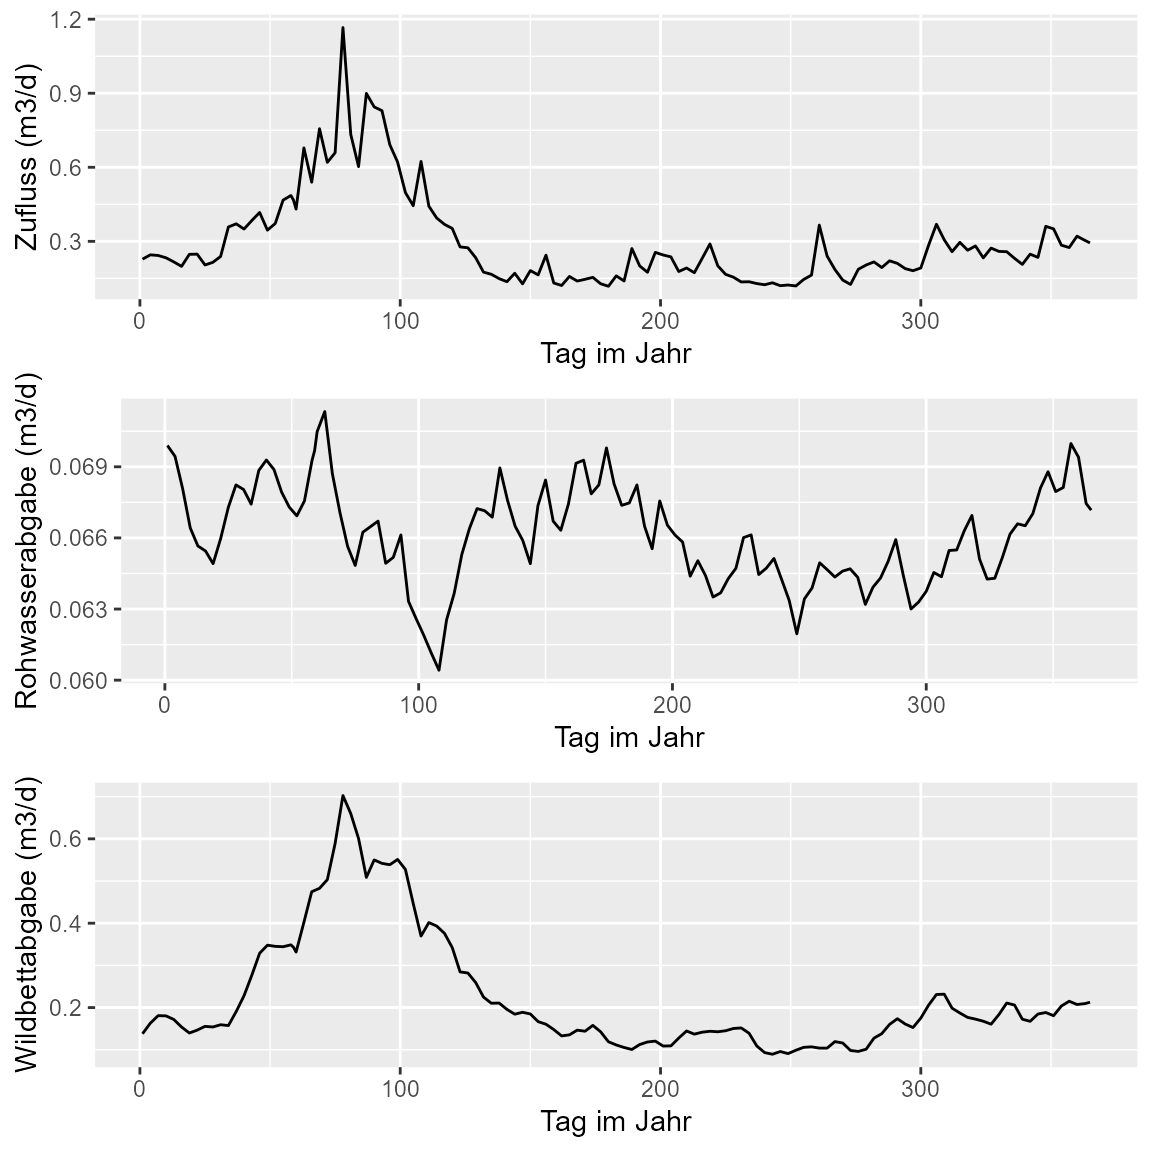 Zufluss (m3/d)
1.2
0.9
0.6
0.3
0 100 200 300
Tag im Jahr
Rohwasserabgabe (m3/d)
0.069
0.066
0.063
0.060
0 100 200 300
Tag im Jahr
Wildbettabgabe (m3/d)
0.6
0.4
0.2
0 100 200 300
Tag im Jahr